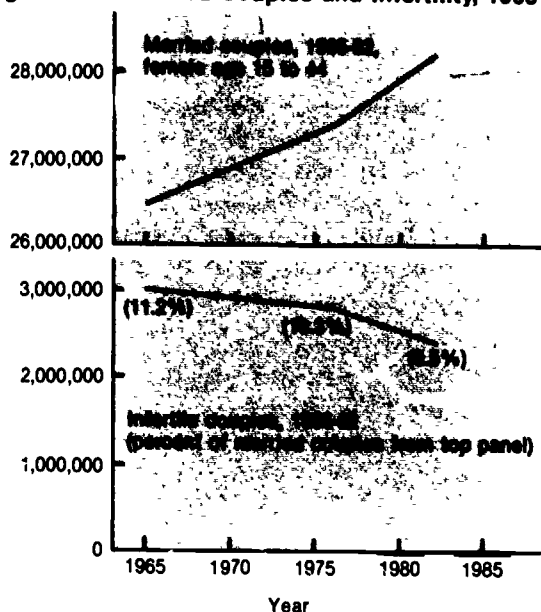 Couples and Infertility,
Married couples, 1965-82,
female age 15 to 44
28,000,000
27,000,000
26,000,000
3,000,000
(11.2%)
2,000,000
Infertile couples, 1965-82
(percent of married couples from top panel)
1,000,000
0
1965 1970 1975 1980 1985
Year